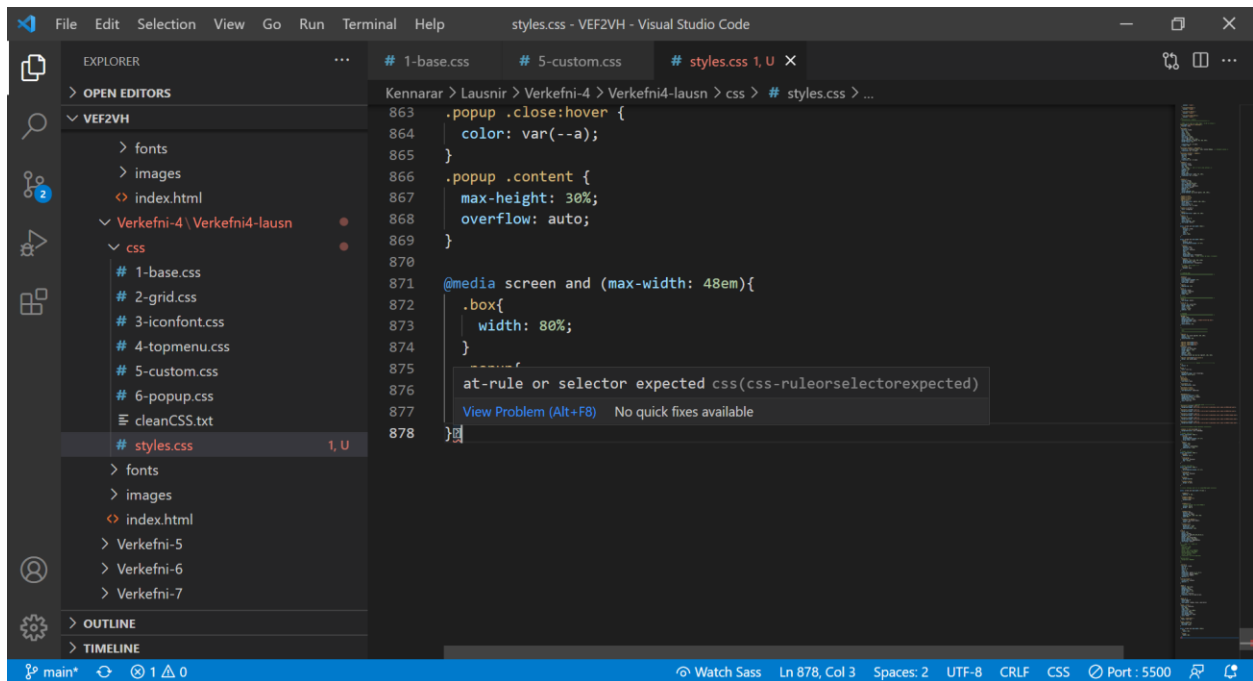 File Edit Selection View Go Run Terminal Help styles.css - VEF2VH - Visual Studio Code
EXPLORER
OPEN EDITORS
VEF2VH
fonts
images
index.html
Verkefni-4\Verkefni4-lausn
css
# 1-base.css
# 2-grid.css
# 3-iconfont.css
# 4-topmenu.css
# 5-custom.css
# 6-popup.css
cleanCSS.txt
# styles.css 1, U
fonts
images
index.html
Verkefni-5
Verkefni-6
Verkefni-7
OUTLINE
TIMELINE
2
# 1-base.css # 5-custom.css # styles.css 1, U
Kennarar > Lausnir > Verkefni-4 > Verkefni4-lausn > css > # styles.css > ...
863 .popup .close:hover {
864 color: var(--a);
865 }
866 .popup .content {
867 max-height: 30%;
868 overflow: auto;
869 }
870
871 @media screen and (max-width: 48em){
872 .box{
873 width: 80%;
874 }
875 .popup{
876
877
878 }
at-rule or selector expected css(css-ruleorselectorexpected)
View Problem (Alt+F8) No quick fixes available
main* 1 0 Watch Sass Ln 878, Col 3 Spaces: 2 UTF-8 CRLF CSS Port : 5500